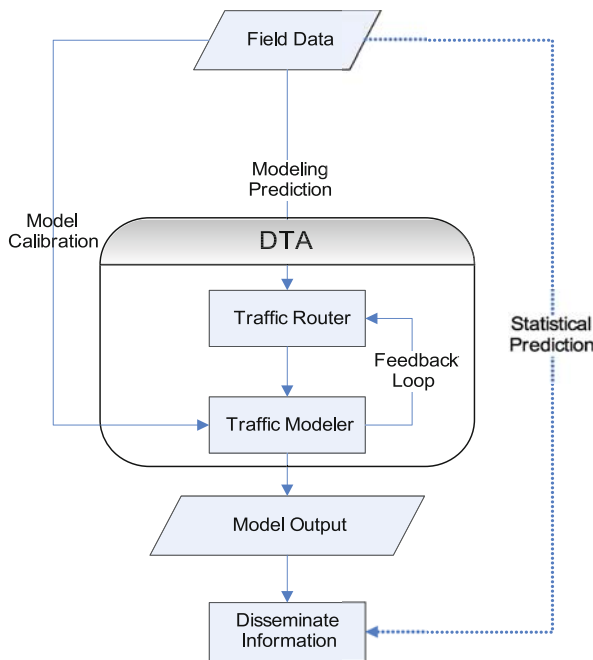 Field Data
Modeling
Prediction
Model
Calibration
DTA
Traffic Router
Statistical
Prediction
Feedback
Loop
Traffic Modeler
Model Output
Disseminate
Information